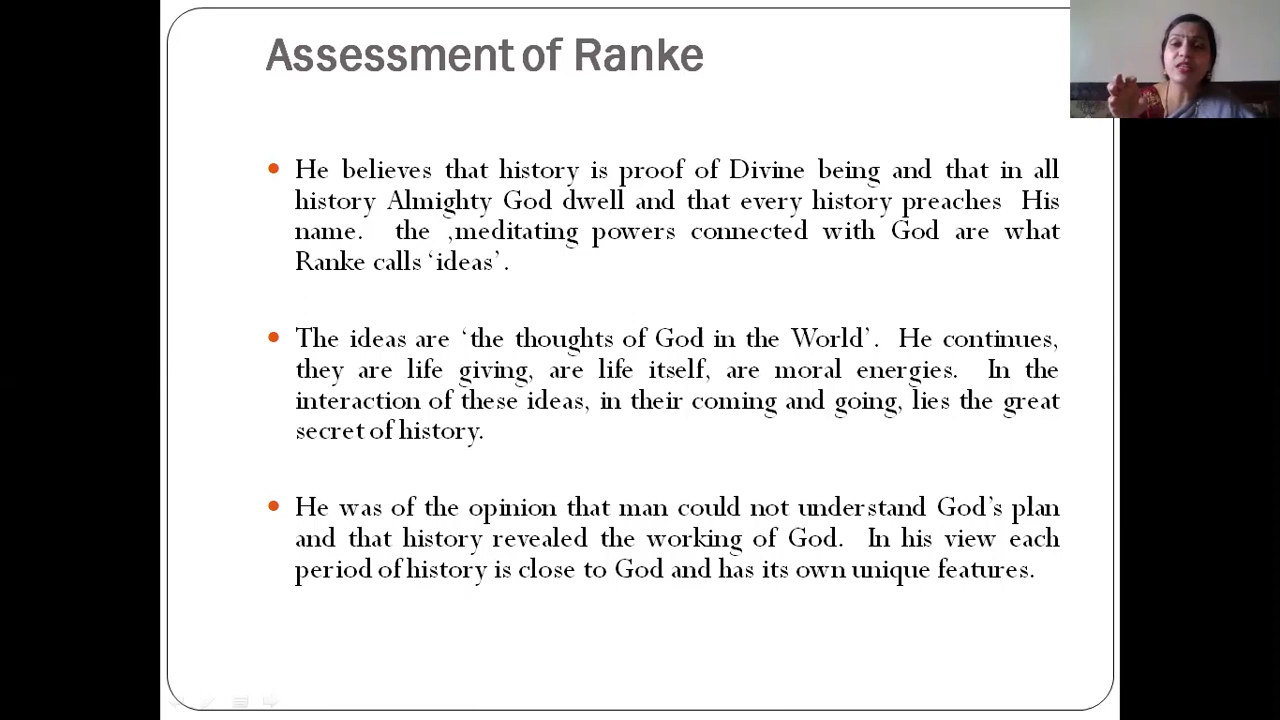 Assessment of Ranke
He believes that history is proof of Divine being and that in all
history Almighty God dwell and that every history preaches His
name. the ,meditating powers connected with God are what
Ranke calls ‘ideas’.
The ideas are ‘the thoughts of God in the World’. He continues,
they are life giving, are life itself, are moral energies. In the
interaction of these ideas, in their coming and going, lies the great
secret of history.
He was of the opinion that man could not understand God’s plan
and that history revealed the working of God. In his view each
period of history is close to God and has its own unique features.